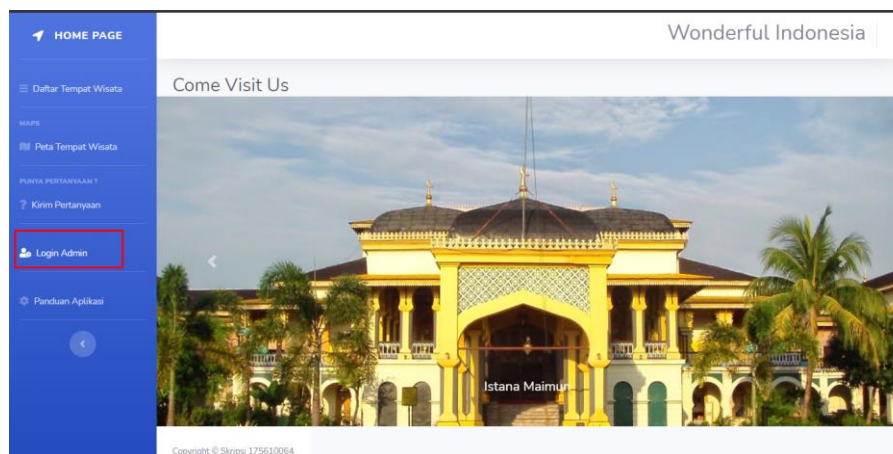 HOME PAGE
Wonderful Indonesia
Daftar Tempat Wisata
MAPS
Peta Tempat Wisata
PUNYA PERTANYAAN ?
Kirim Pertanyaan
Login Admin
Panduan Aplikasi
Come Visit Us
Istana Maimun
Copyright © Skripsi 175610064